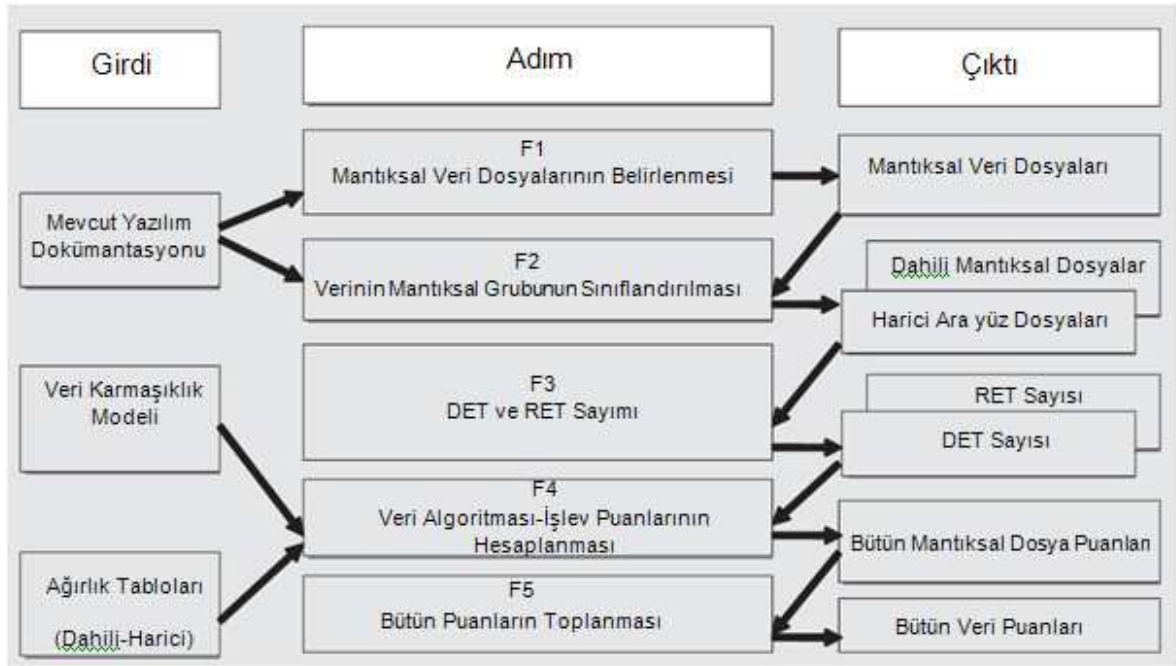 Girdi
Adım
Çıktı
F1
Mantıksal Veri Dosyalarının Belirlenmesi
Mantıksal Veri Dosyaları
Mevcut Yazılım
Dokümantasyonu
F2
Verinin Mantıksal Grubunun Sınıflandırılması
Dahili Mantıksal Dosyalar
Harici Ara yüz Dosyaları
Veri Karmaşıklık
Modeli
F3
DET ve RET Sayımı
RET Sayısı
DET Sayısı
F4
Veri Algoritması-İşlev Puanlarının
Hesaplanması
Bütün Mantıksal Dosya Puanları
Ağırlık Tabloları
(Dahili-Harici)
F5
Bütün Puanların Toplanması
Bütün Veri Puanları